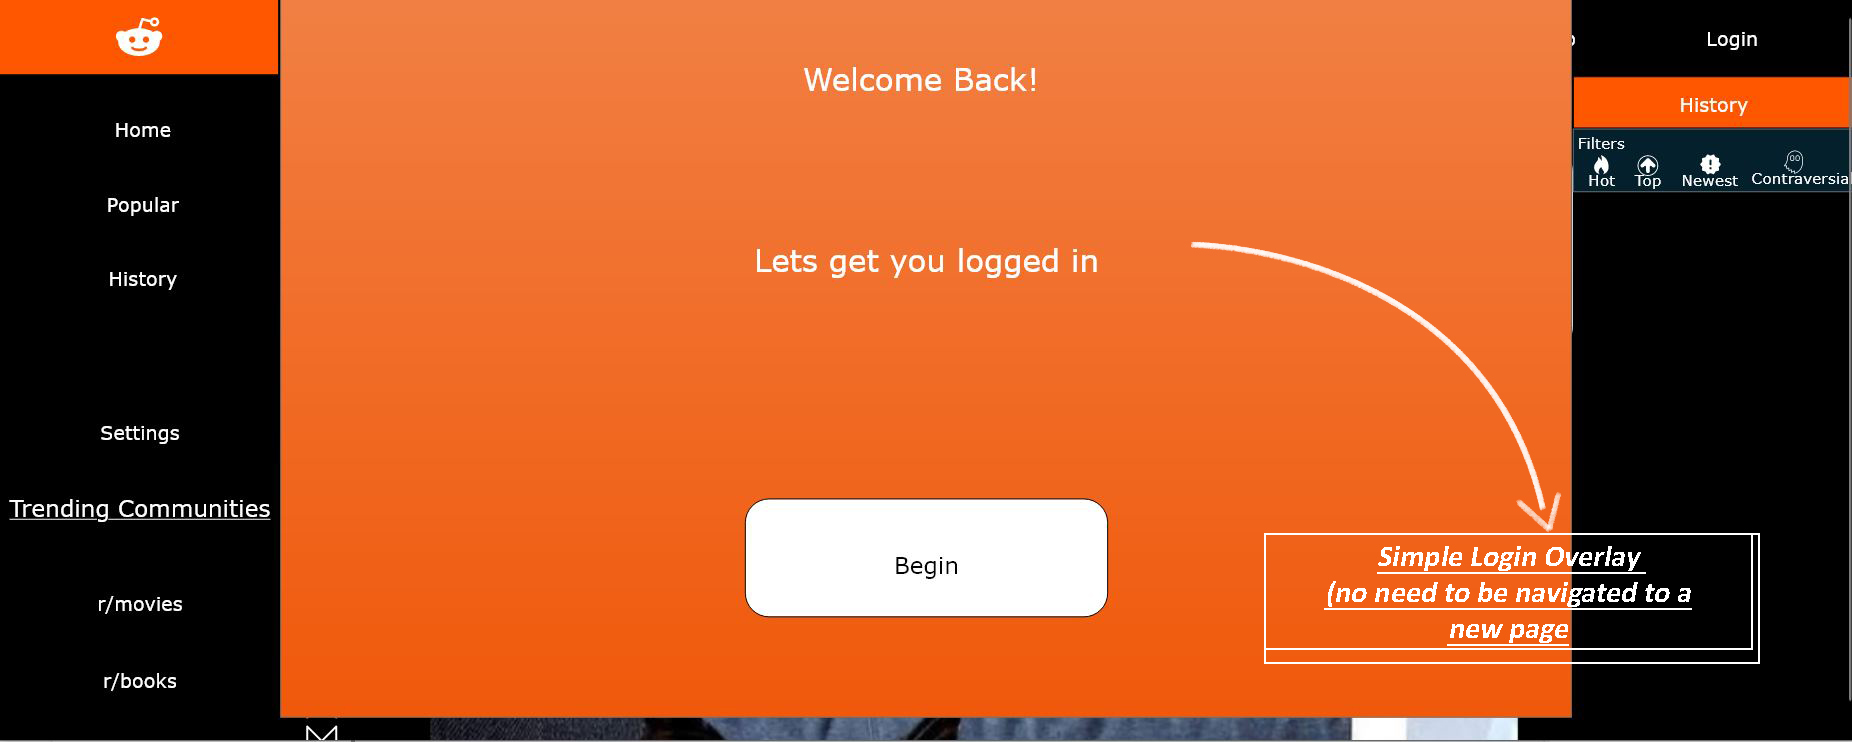 Home
Popular
History
Settings
Trending Communities
r/movies
r/books
Welcome Back!
Lets get you logged in
Begin
Login
History
Filters
Hot Top Newest Contraversial
Simple Login Overlay
(no need to be navigated to a
new page